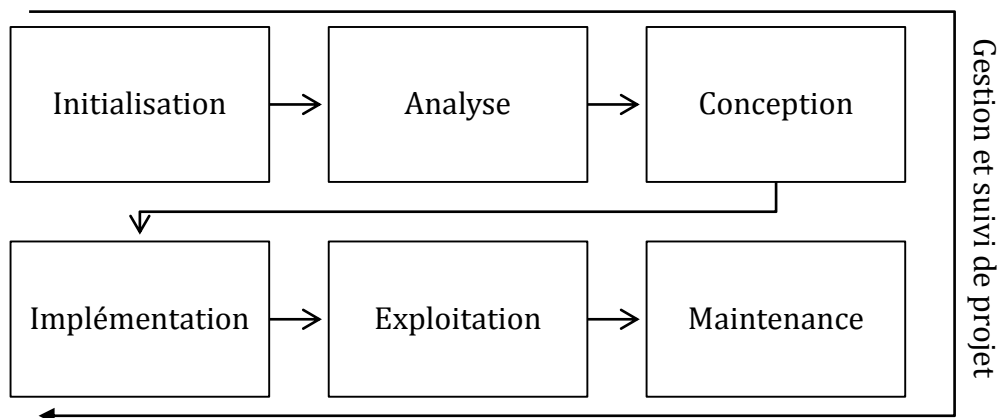 Initialisation
Analyse
Conception
Implémentation
Exploitation
Maintenance
Gestion et suivi de projet